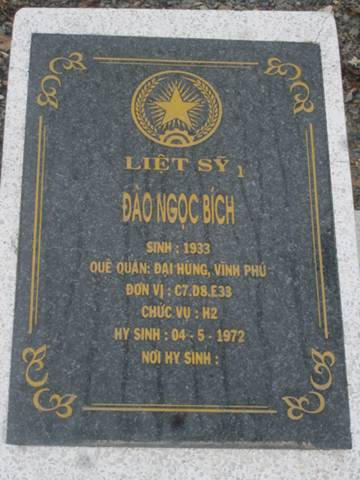 LIỆT SỸ 1
ĐÀO NGỌC BÍCH
SINH : 1933
QUÊ QUÁN: ĐẠI HÙNG, VĨNH PHÚ
ĐƠN VỊ : C7.D8.E33
CHỨC VỤ : H2
HY SINH : 04 - 5 - 1972
NƠI HY SINH :